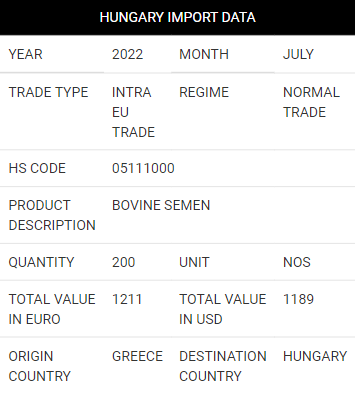 HUNGARY IMPORT DATA
YEAR 2022 MONTH JULY
TRADE TYPE INTRA EU TRADE REGIME NORMAL TRADE
HS CODE 05111000
PRODUCT DESCRIPTION BOVINE SEMEN
QUANTITY 200 UNIT NOS
TOTAL VALUE IN EURO 1211 TOTAL VALUE IN USD 1189
ORIGIN COUNTRY GREECE DESTINATION COUNTRY HUNGARY